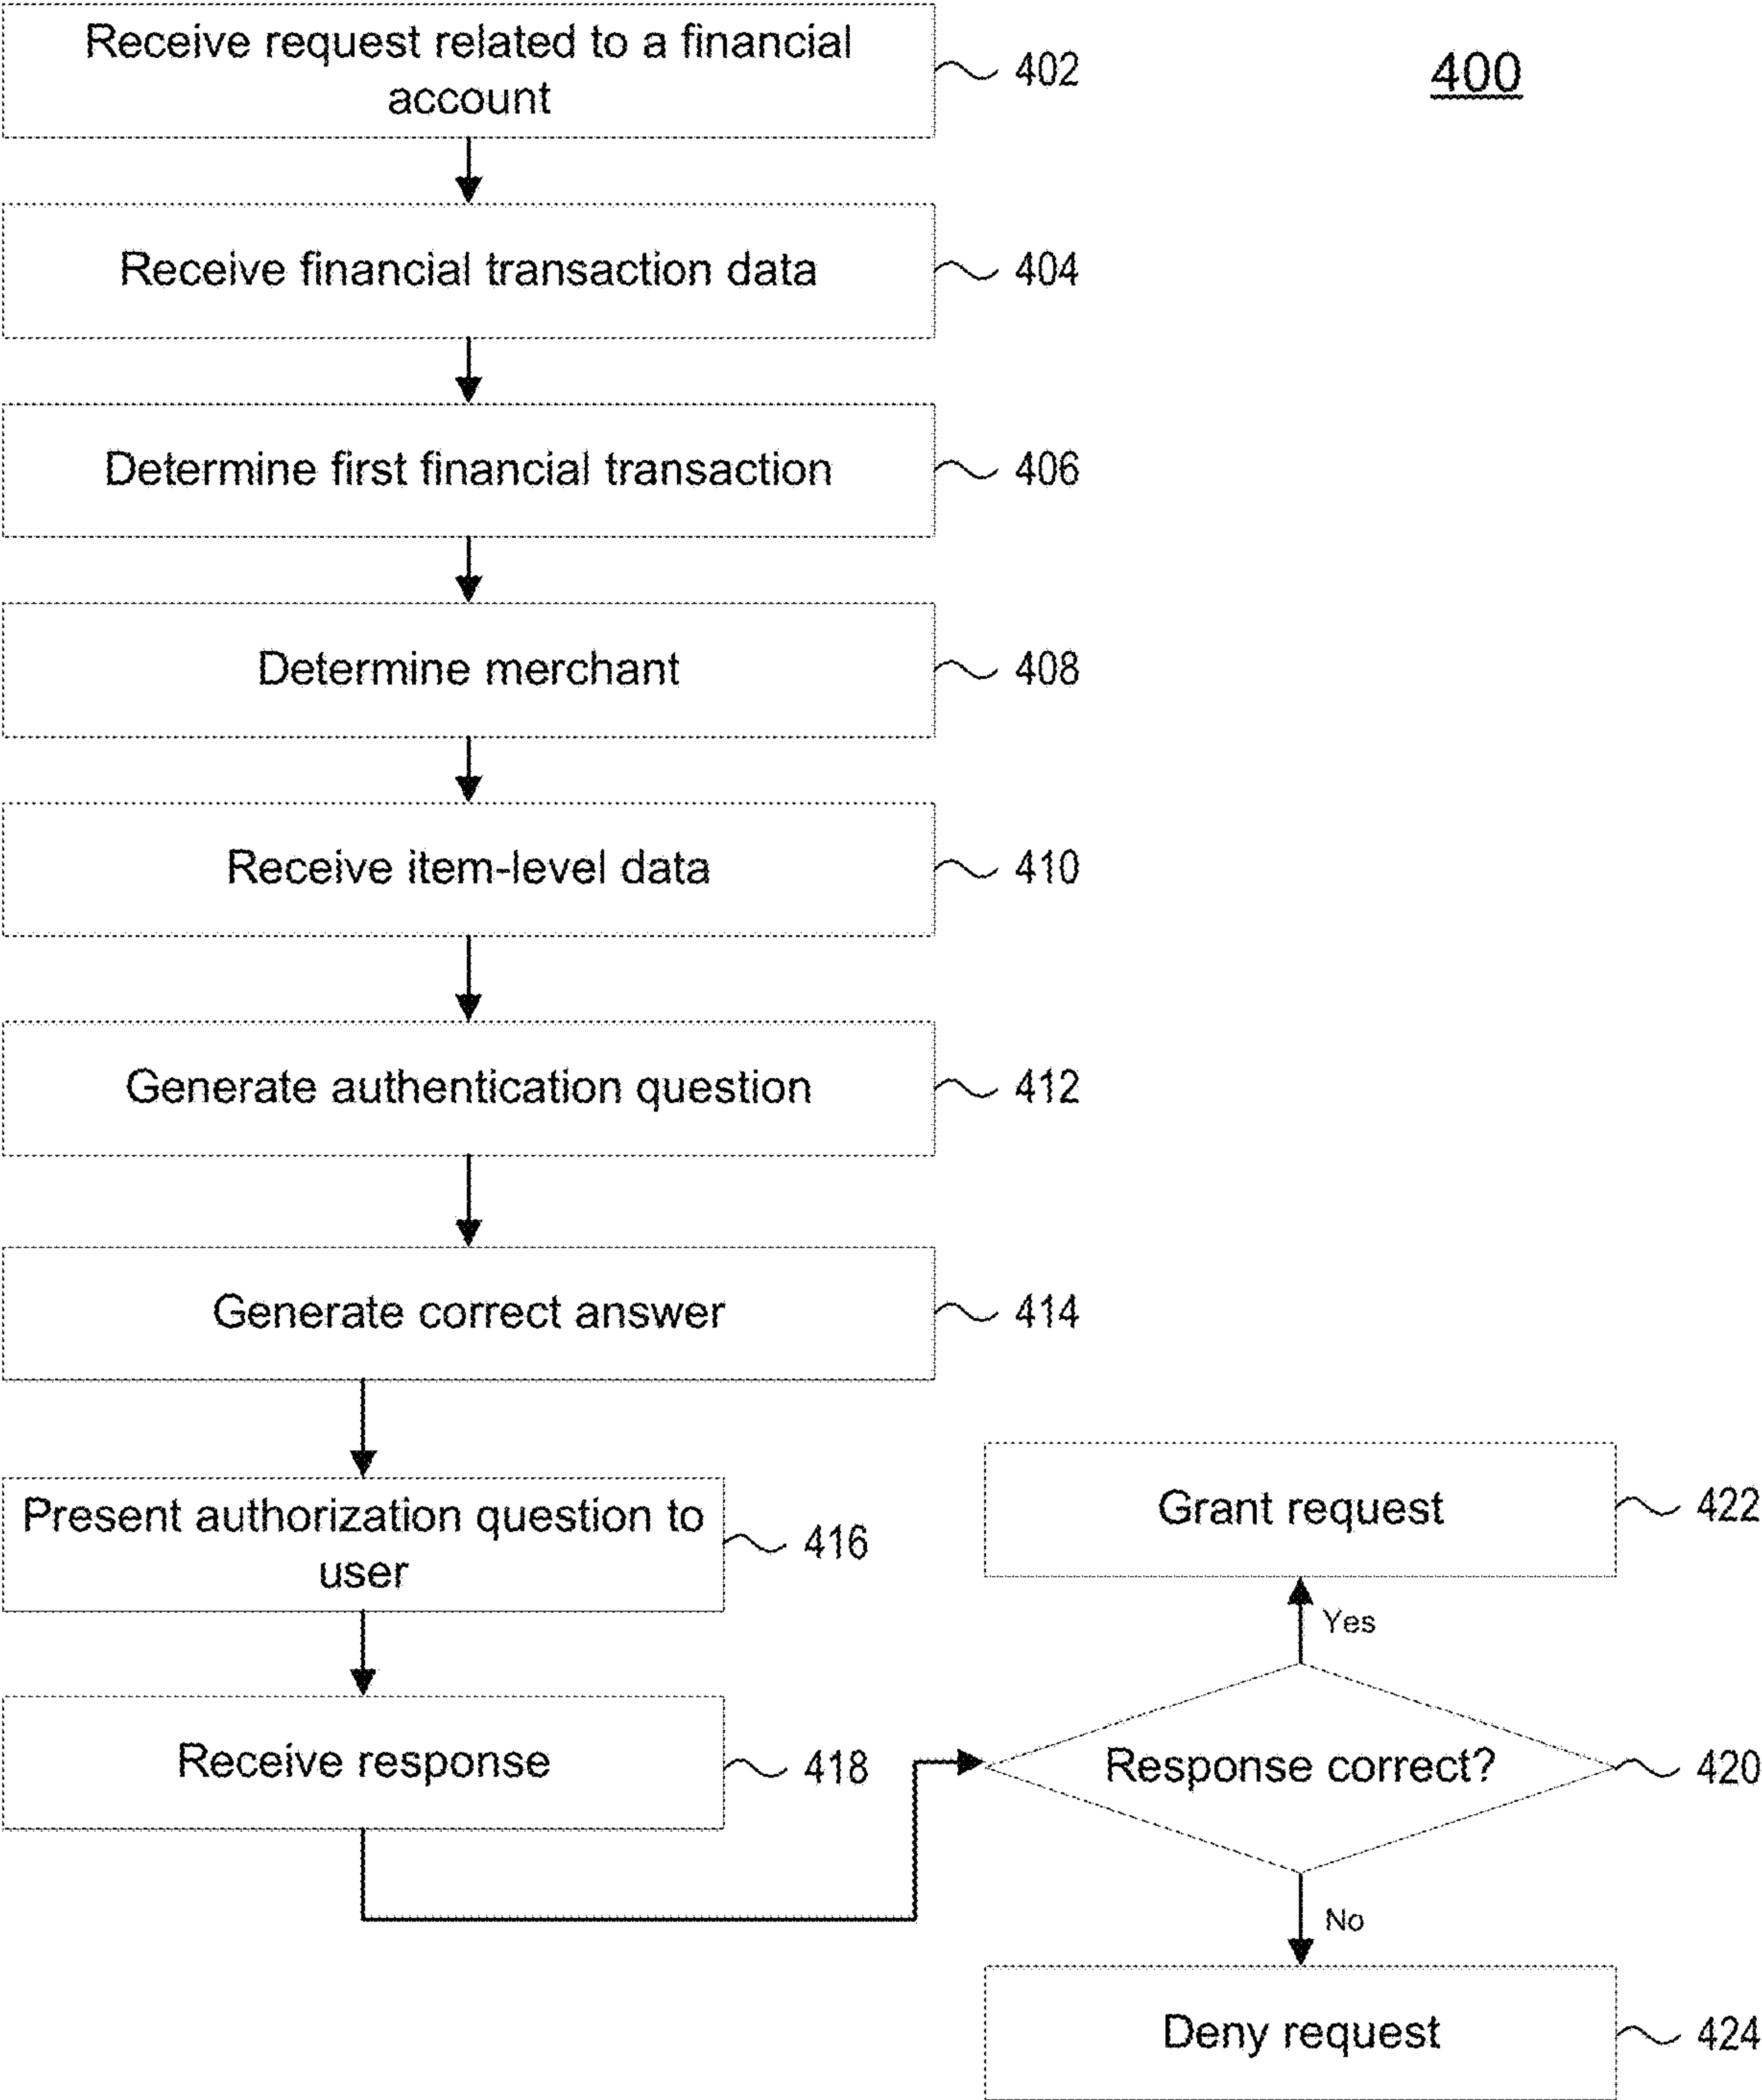 Receive request related to a financial
account
402
400
Receive financial transaction data
404
Determine first financial transaction
406
Determine merchant
408
Receive item-level data
410
Generate authentication question
412
Generate correct answer
414
Present authorization question to
user
416
Receive response
418
Grant request
422
Yes
Response correct?
420
No
Deny request
424